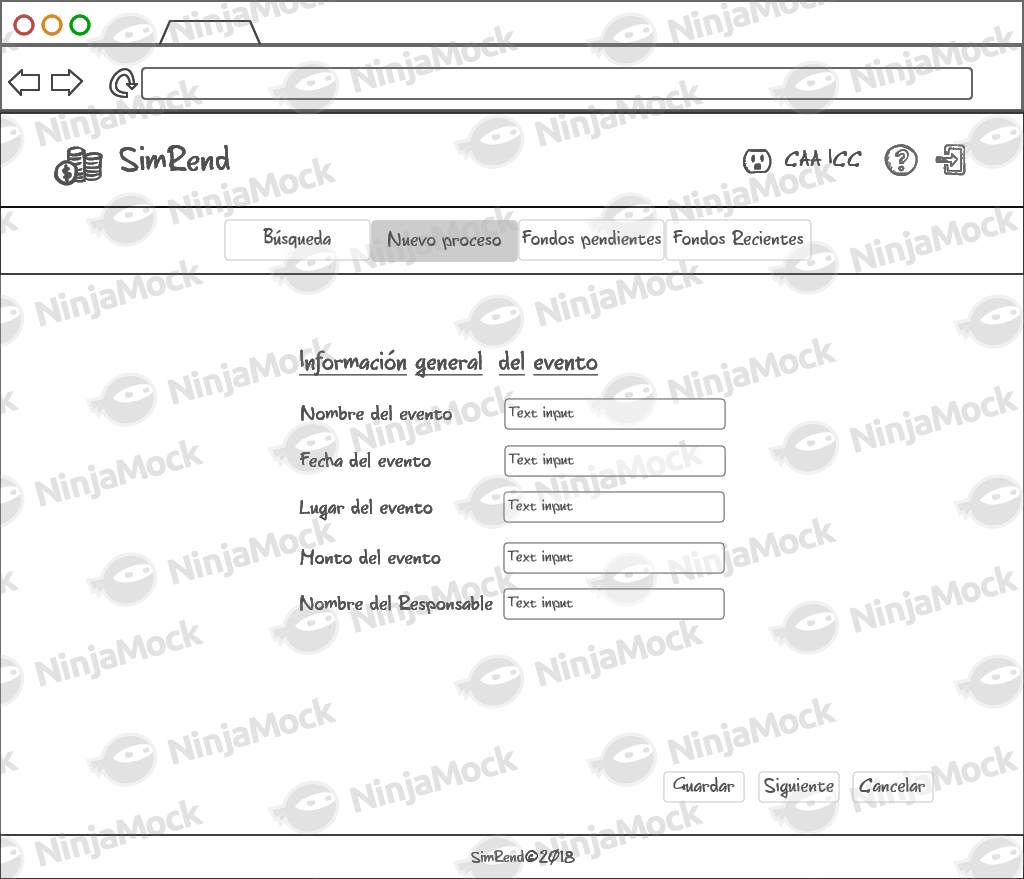 SimRend
CAA ICC
Búsqueda
Nuevo proceso
Fondos pendientes
Fondos Recientes
Información general del evento
Nombre del evento
Text input
Fecha del evento
Text input
Lugar del evento
Text input
Monto del evento
Text input
Nombre del Responsable
Text input
Guardar
Siguiente
Cancelar
SimRend©2018
NinjaMock